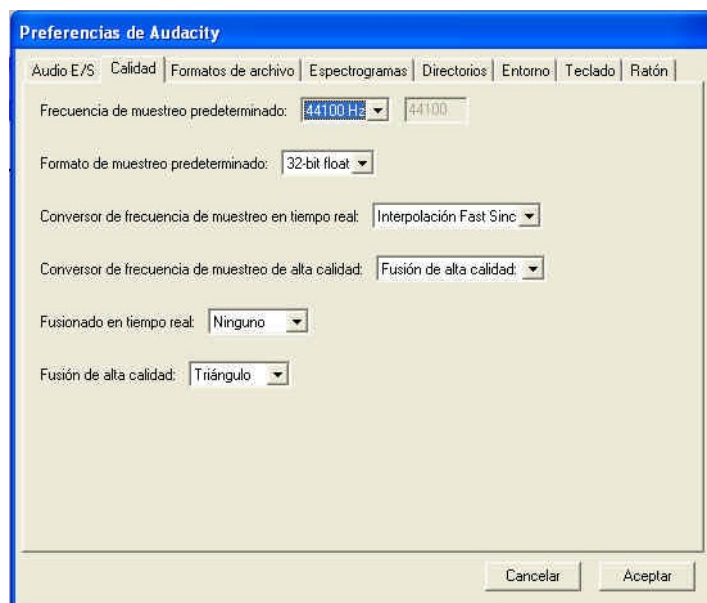 Preferencias de Audacity
Audio E/S Calidad Formatos de archivo Espectrogramas Directorios Entorno Teclado Ratón
Frecuencia de muestreo predeterminado: 44100 Hz 44100
Formato de muestreo predeterminado: 32-bit float
Conversor de frecuencia de muestreo en tiempo real: Interpolación Fast Sinc
Conversor de frecuencia de muestreo de alta calidad: Fusión de alta calidad:
Fusionado en tiempo real: Ninguno
Fusión de alta calidad: Triángulo
Cancelar Aceptar